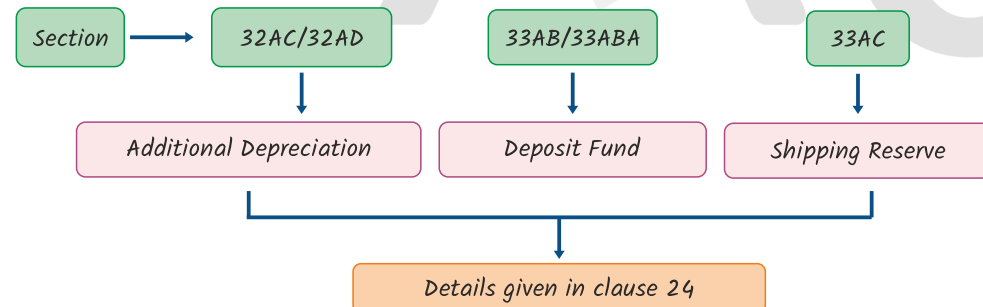 Section
32AC/32AD
33AB/33ABA
33AC
Additional Depreciation
Deposit Fund
Shipping Reserve
Details given in clause 24